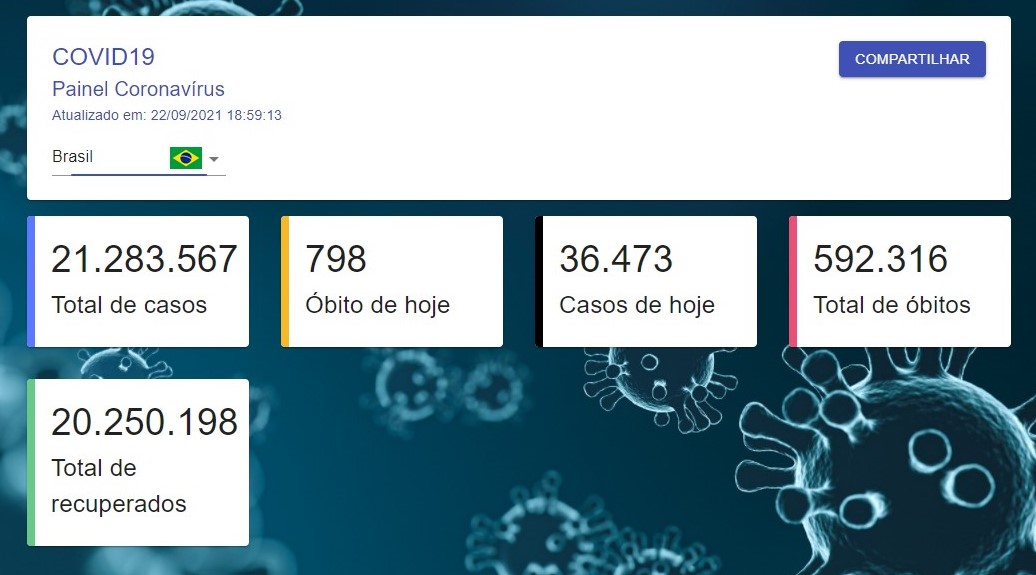 COVID19
COMPARTILHAR
Painel Coronavírus
Atualizado em: 22/09/2021 18:59:13
Brasil
21.283.567
Total de casos
798
Óbito de hoje
36.473
Casos de hoje
592.316
Total de óbitos
20.250.198
Total de
recuperados